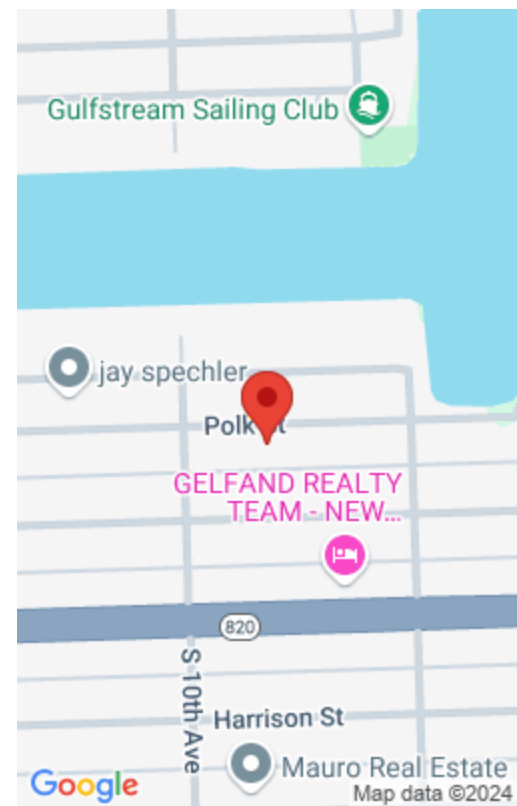 Gulfstream Sailing Club
jay spechler
Polk St
GELFAND REALTY
TEAM - NEW...
820
S 10th Ave
Harrison St
Mauro Real Estate
Google
Map data ©2024